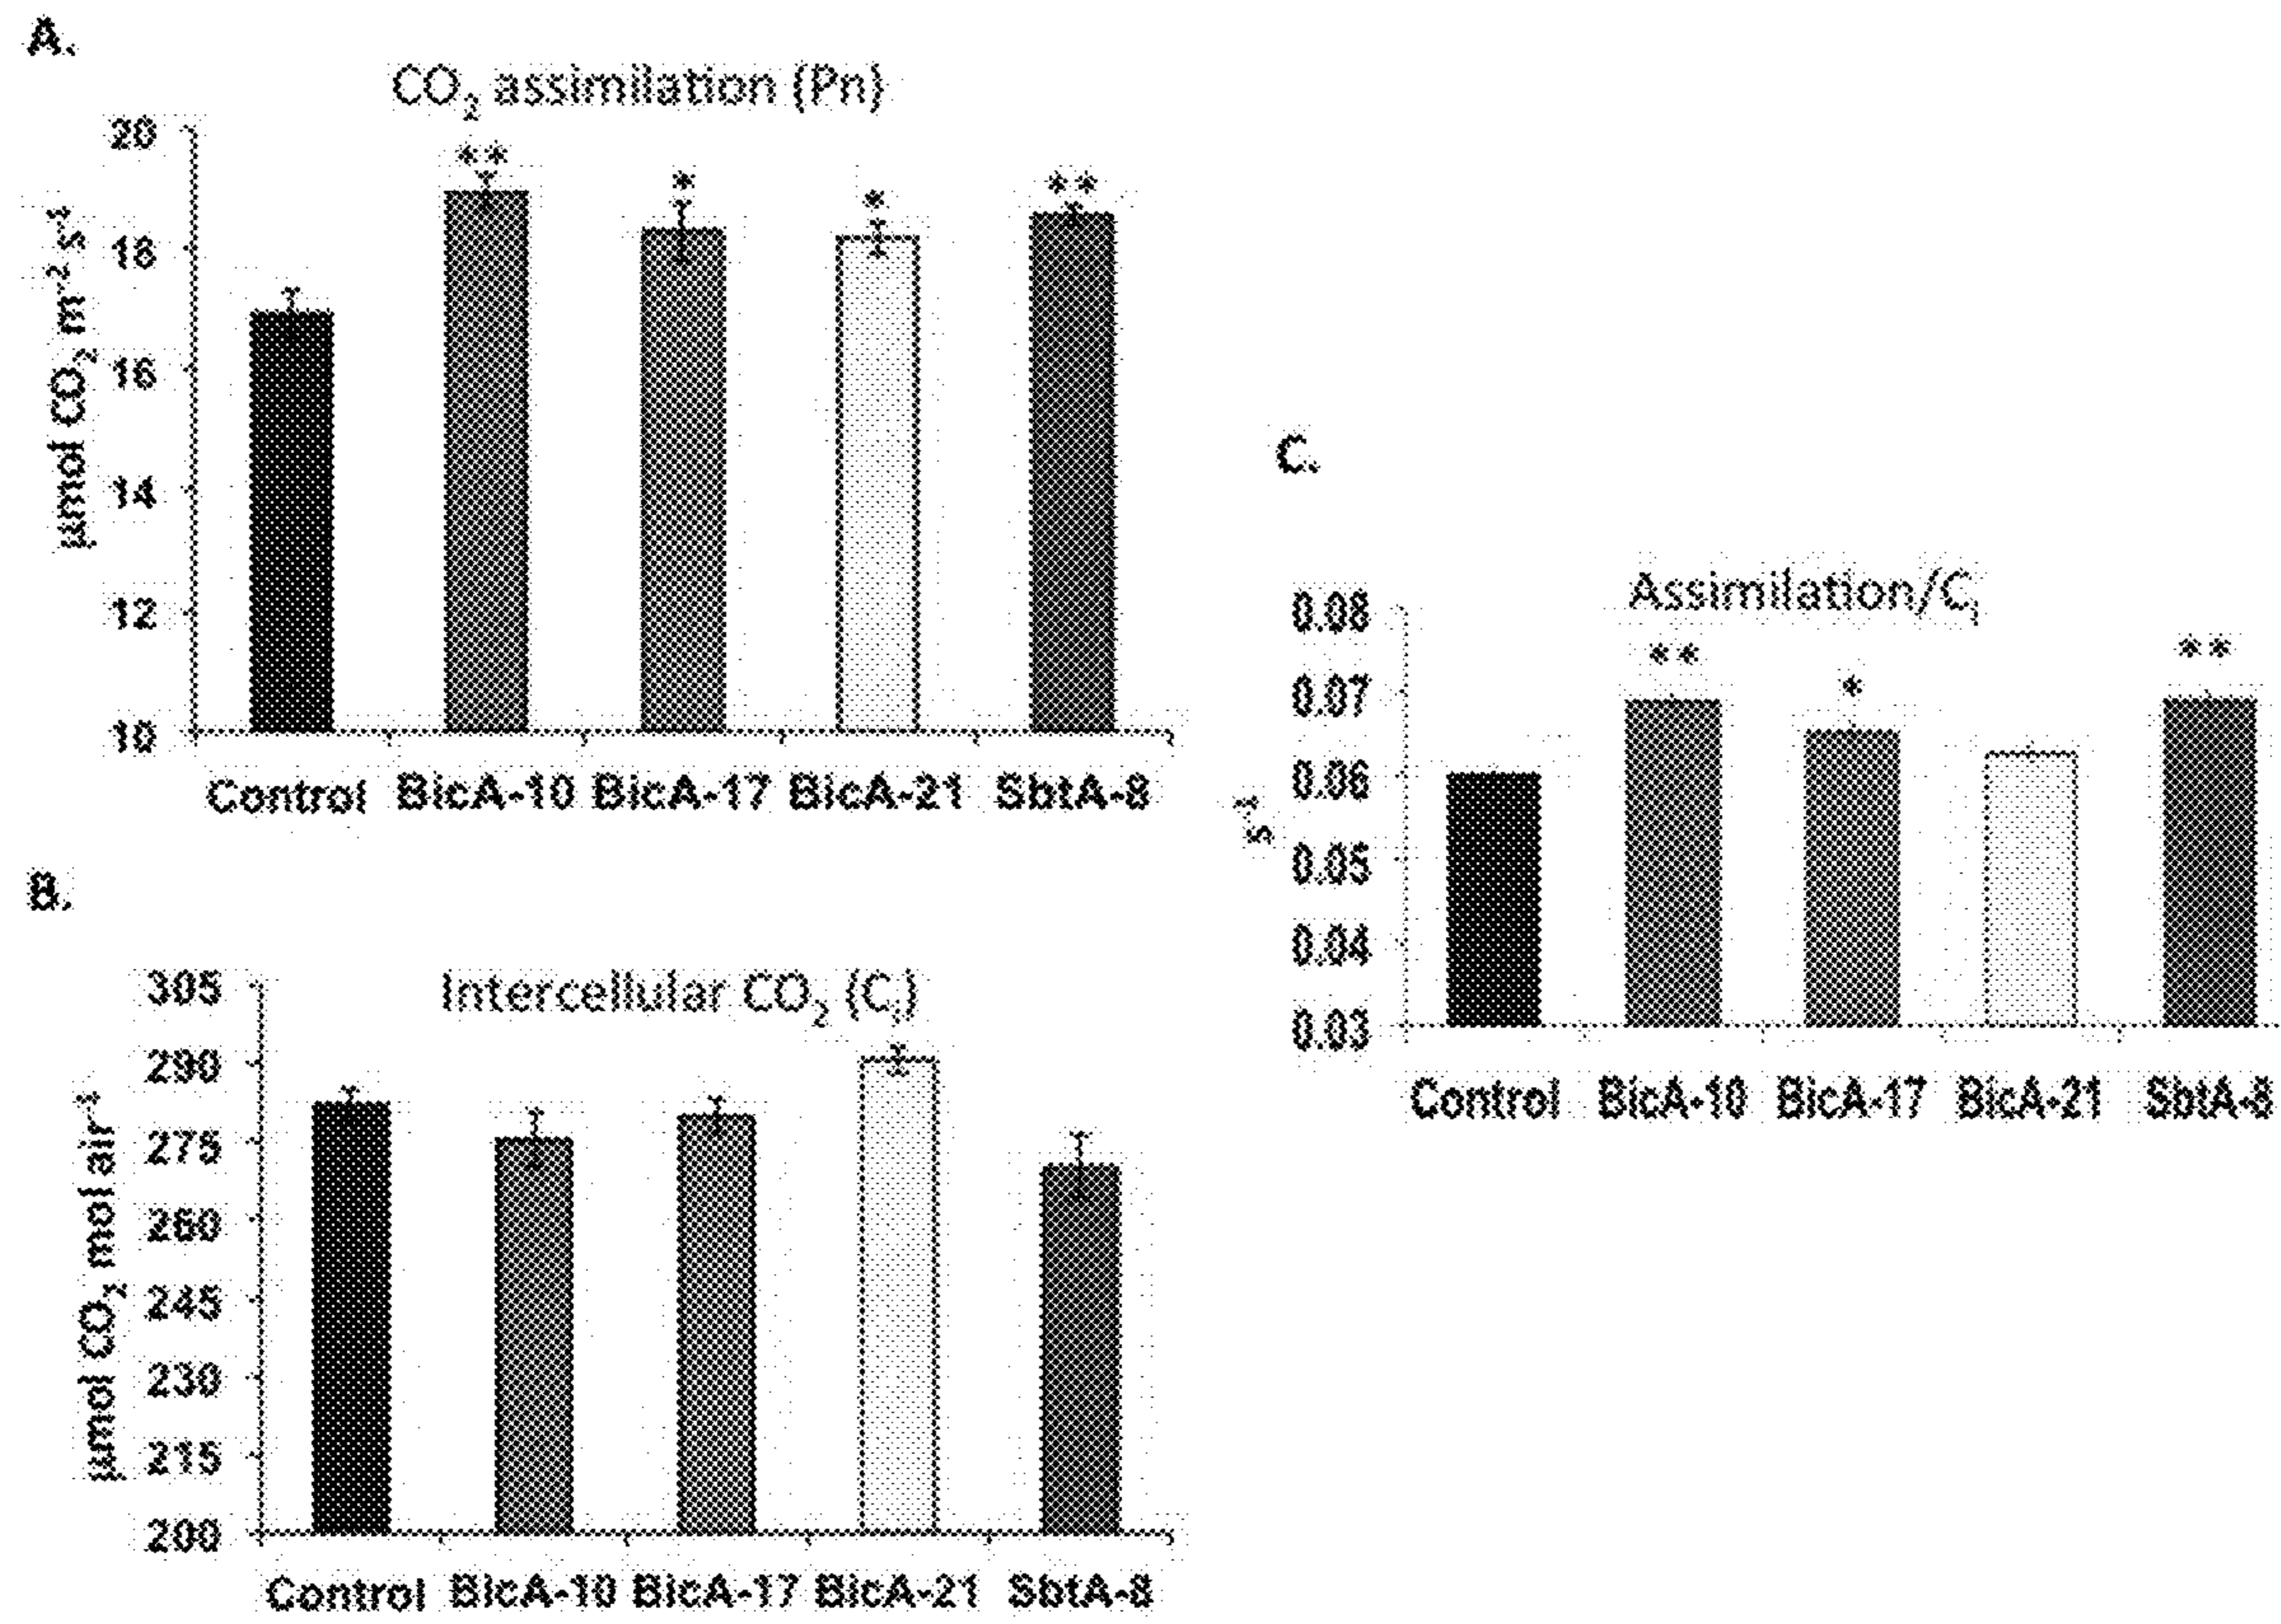 A.
CO₂ assimilation (Pn)
µmol CO₂ m⁻² s⁻¹
20
18
16
14
12
10
**
*
*
**
Control BicA-10 BicA-17 BicA-21 SbtA-8
B.
Intercellular CO₂ (Cᵢ)
µmol CO₂ mol air⁻¹
305
290
275
260
245
230
215
200
Control BicA-10 BicA-17 BicA-21 SbtA-8
C.
Assimilation/Cᵢ
s⁻¹
0.08
0.07
0.06
0.05
0.04
0.03
**
*
**
Control BicA-10 BicA-17 BicA-21 SbtA-8